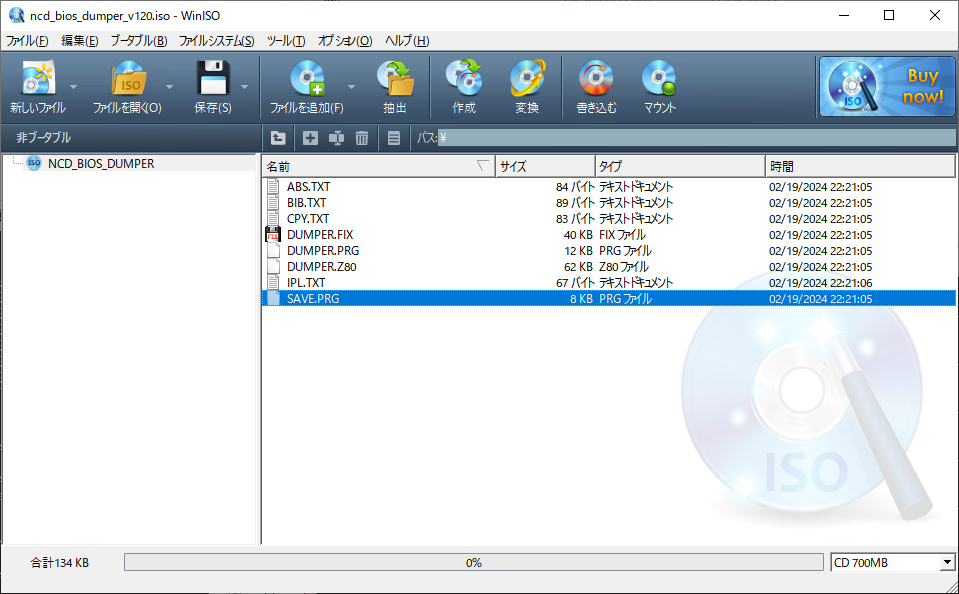 ncd_bios_dumper_v120.iso - WinISO
ファイル(F) 編集(E) ブータブル(B) ファイルシステム(S) ツール(T) オプション(O) ヘルプ(H)
新しいファイル ファイルを開く(O) 保存(S) ファイルを追加(F) 抽出 作成 変換 書き込む マウント
ISO
ISO
Buy now!
非ブータブル パス: ¥
ISO NCD_BIOS_DUMPER
名前 サイズ タイプ 時間
ABS.TXT 84 バイト テキストドキュメント 02/19/2024 22:21:05
BIB.TXT 89 バイト テキストドキュメント 02/19/2024 22:21:05
CPY.TXT 83 バイト テキストドキュメント 02/19/2024 22:21:05
DUMPER.FIX 40 KB FIX ファイル 02/19/2024 22:21:05
DUMPER.PRG 12 KB PRG ファイル 02/19/2024 22:21:05
DUMPER.Z80 62 KB Z80 ファイル 02/19/2024 22:21:05
IPL.TXT 67 バイト テキストドキュメント 02/19/2024 22:21:06
SAVE.PRG 8 KB PRG ファイル 02/19/2024 22:21:05
ISO
合計134 KB 0% CD 700MB